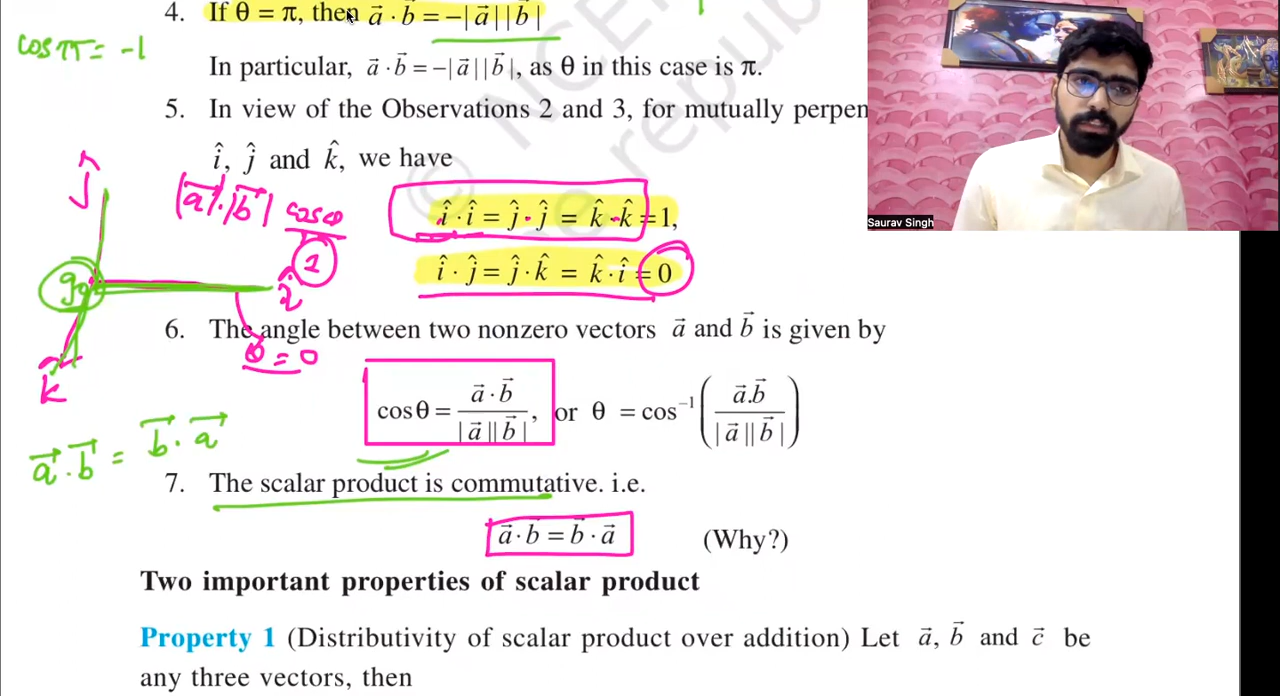 4. If θ = π, then a⃗ · b⃗ = −|a⃗||b⃗|
cos π = -1
In particular, a⃗ · b⃗ = −|a⃗||b⃗|, as θ in this case is π.
5. In view of the Observations 2 and 3, for mutually perpen
î, ĵ and k̂, we have
ĵ
|a⃗|.|b⃗| cos θ
î · î = ĵ · ĵ = k̂ · k̂ = 1,
Saurav Singh
1
î · ĵ = ĵ · k̂ = k̂ · î = 0
90
î
6. The angle between two nonzero vectors a⃗ and b⃗ is given by
θ = 0
k
cosθ = a⃗ · b⃗ / |a⃗||b⃗|, or θ = cos⁻¹ (a⃗.b⃗ / |a⃗||b⃗|)
a⃗ . b⃗ = b⃗ . a⃗
7. The scalar product is commutative. i.e.
a⃗ · b⃗ = b⃗ · a⃗ (Why?)
Two important properties of scalar product
Property 1 (Distributivity of scalar product over addition) Let a⃗, b⃗ and c⃗ be
any three vectors, then